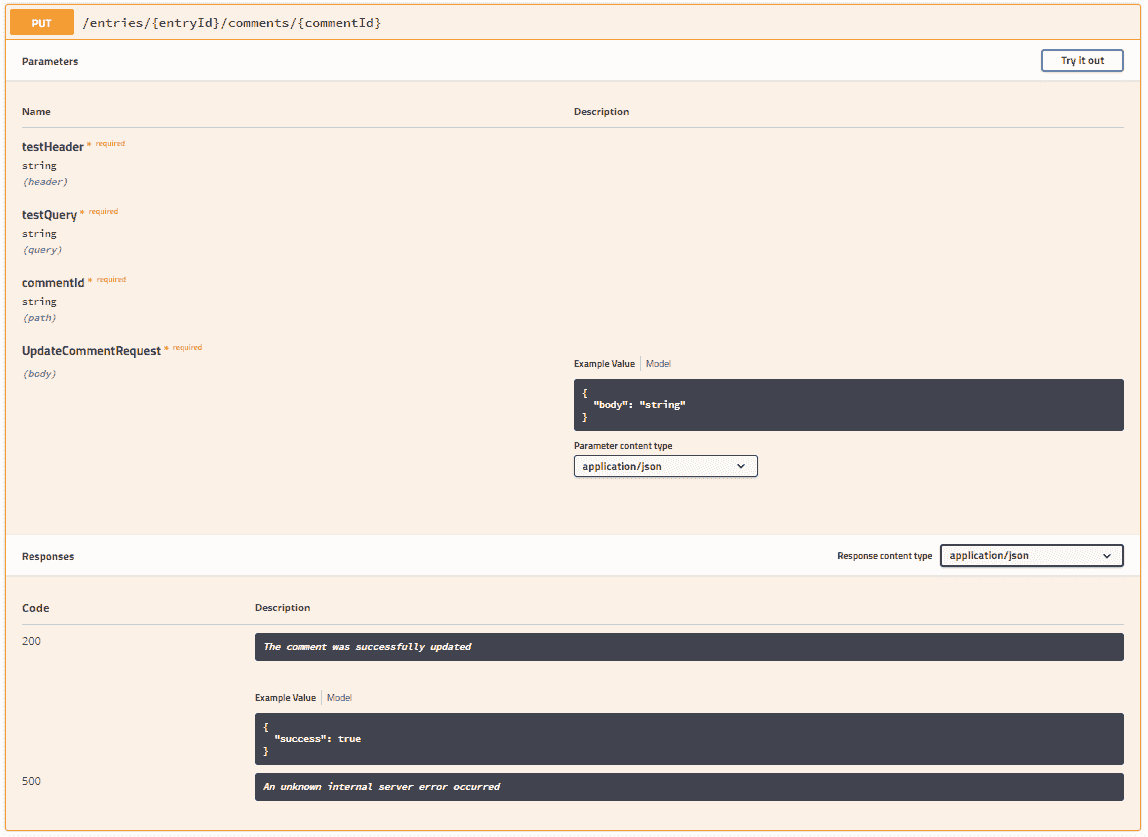 PUT /entries/{entryId}/comments/{commentId}
Parameters
Try it out
Name Description
testHeader * required
string
(header)
testQuery * required
string
(query)
commentId * required
string
(path)
UpdateCommentRequest * required
(body)
Example Value Model
{
"body": "string"
}
Parameter content type
application/json
Responses
Response content type application/json
Code Description
200
The comment was successfully updated
Example Value Model
{
"success": true
}
500
An unknown internal server error occurred